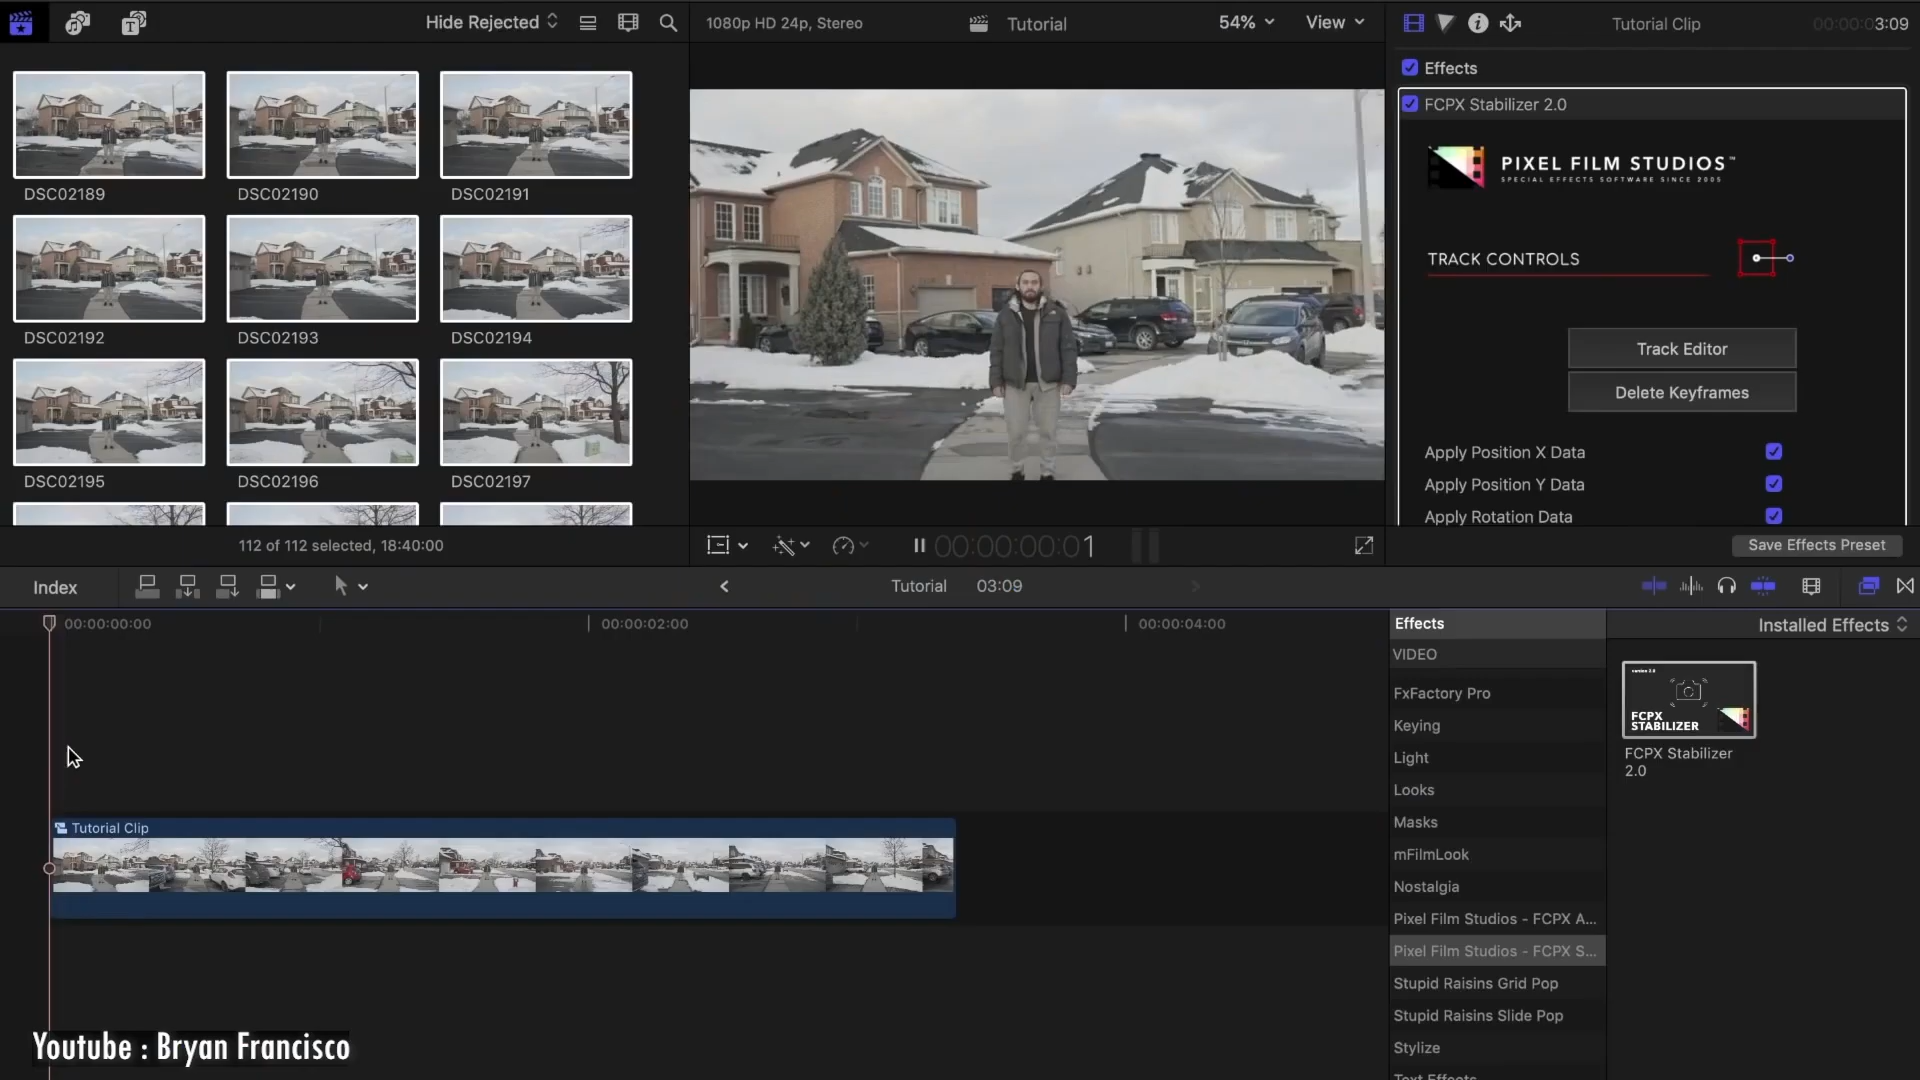 Hide Rejected
1080p HD 24p, Stereo
Tutorial
54%
View
Tutorial Clip
00:00:03:09
Effects
FCPX Stabilizer 2.0
PIXEL FILM STUDIOS™
SPECIAL EFFECTS SOFTWARE SINCE 2005
TRACK CONTROLS
Track Editor
Delete Keyframes
Apply Position X Data
Apply Position Y Data
Apply Rotation Data
Save Effects Preset
DSC02189
DSC02190
DSC02191
DSC02192
DSC02193
DSC02194
DSC02195
DSC02196
DSC02197
112 of 112 selected, 18:40:00
00:00:00:01
Index
Tutorial
03:09
00:00:00:00
00:00:02:00
00:00:04:00
Tutorial Clip
Effects
VIDEO
FxFactory Pro
Keying
Light
Looks
Masks
mFilmLook
Nostalgia
Pixel Film Studios - FCPX A...
Pixel Film Studios - FCPX S...
Stupid Raisins Grid Pop
Stupid Raisins Slide Pop
Stylize
Text Effects
Installed Effects
FCPX
STABILIZER
FCPX Stabilizer
2.0
Youtube : Bryan Francisco